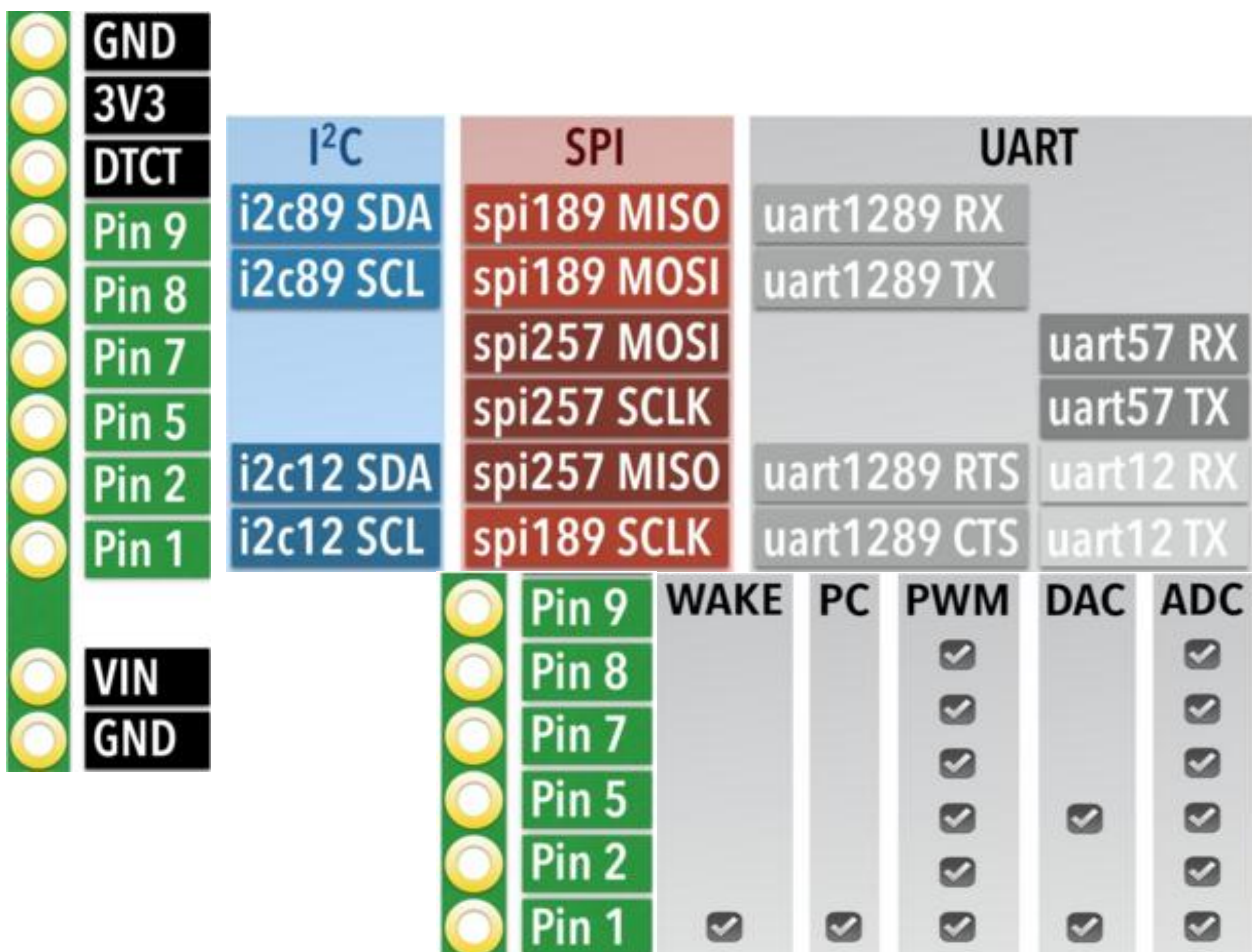 GND
3V3
DTCT I²C SPI UART
Pin 9 i2c89 SDA spi189 MISO uart1289 RX
Pin 8 i2c89 SCL spi189 MOSI uart1289 TX
Pin 7 spi257 MOSI uart57 RX
Pin 5 spi257 SCLK uart57 TX
Pin 2 i2c12 SDA spi257 MISO uart1289 RTS uart12 RX
Pin 1 i2c12 SCL spi189 SCLK uart1289 CTS uart12 TX
VIN
GND
Pin 9 WAKE PC PWM DAC ADC
Pin 8
Pin 7
Pin 5
Pin 2
Pin 1